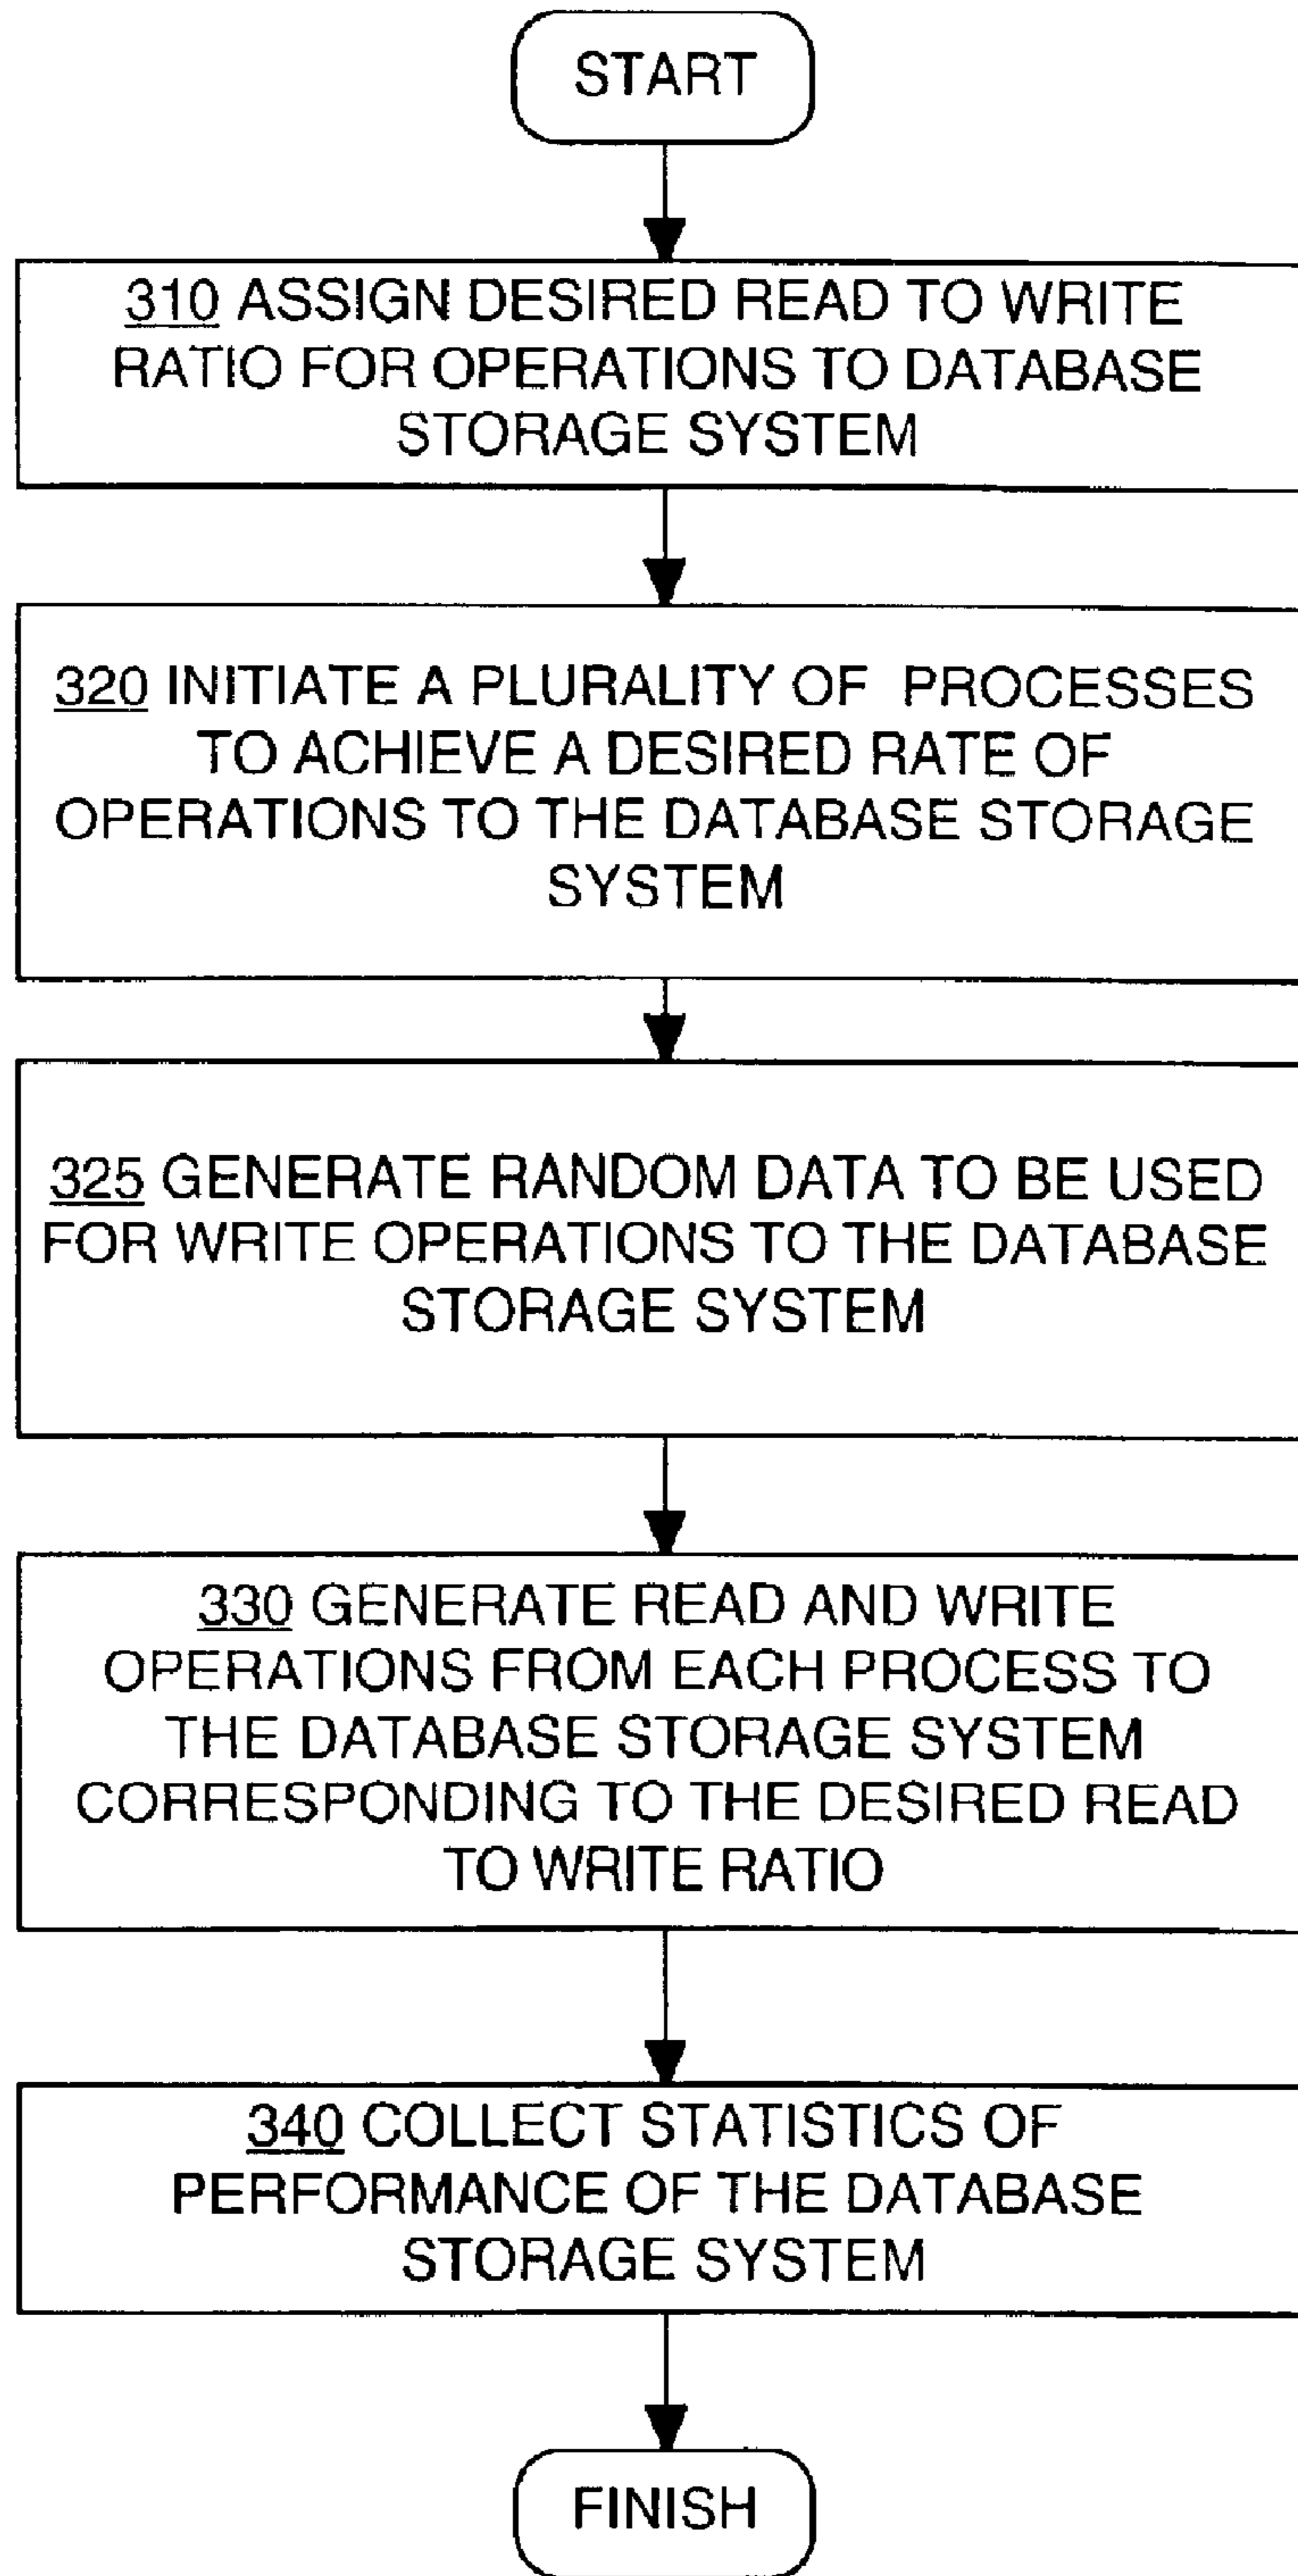 START
310 ASSIGN DESIRED READ TO WRITE
RATIO FOR OPERATIONS TO DATABASE
STORAGE SYSTEM
320 INITIATE A PLURALITY OF PROCESSES
TO ACHIEVE A DESIRED RATE OF
OPERATIONS TO THE DATABASE STORAGE
SYSTEM
325 GENERATE RANDOM DATA TO BE USED
FOR WRITE OPERATIONS TO THE DATABASE
STORAGE SYSTEM
330 GENERATE READ AND WRITE
OPERATIONS FROM EACH PROCESS TO
THE DATABASE STORAGE SYSTEM
CORRESPONDING TO THE DESIRED READ
TO WRITE RATIO
340 COLLECT STATISTICS OF
PERFORMANCE OF THE DATABASE
STORAGE SYSTEM
FINISH